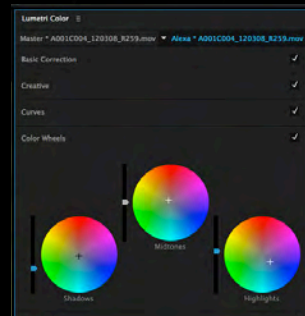 Lumetri Color
Master * A001C004_120308_R259.mov Alexa * A001C004_120308_R259.mov
Basic Correction
Creative
Curves
Color Wheels
Midtones
Shadows
Highlights